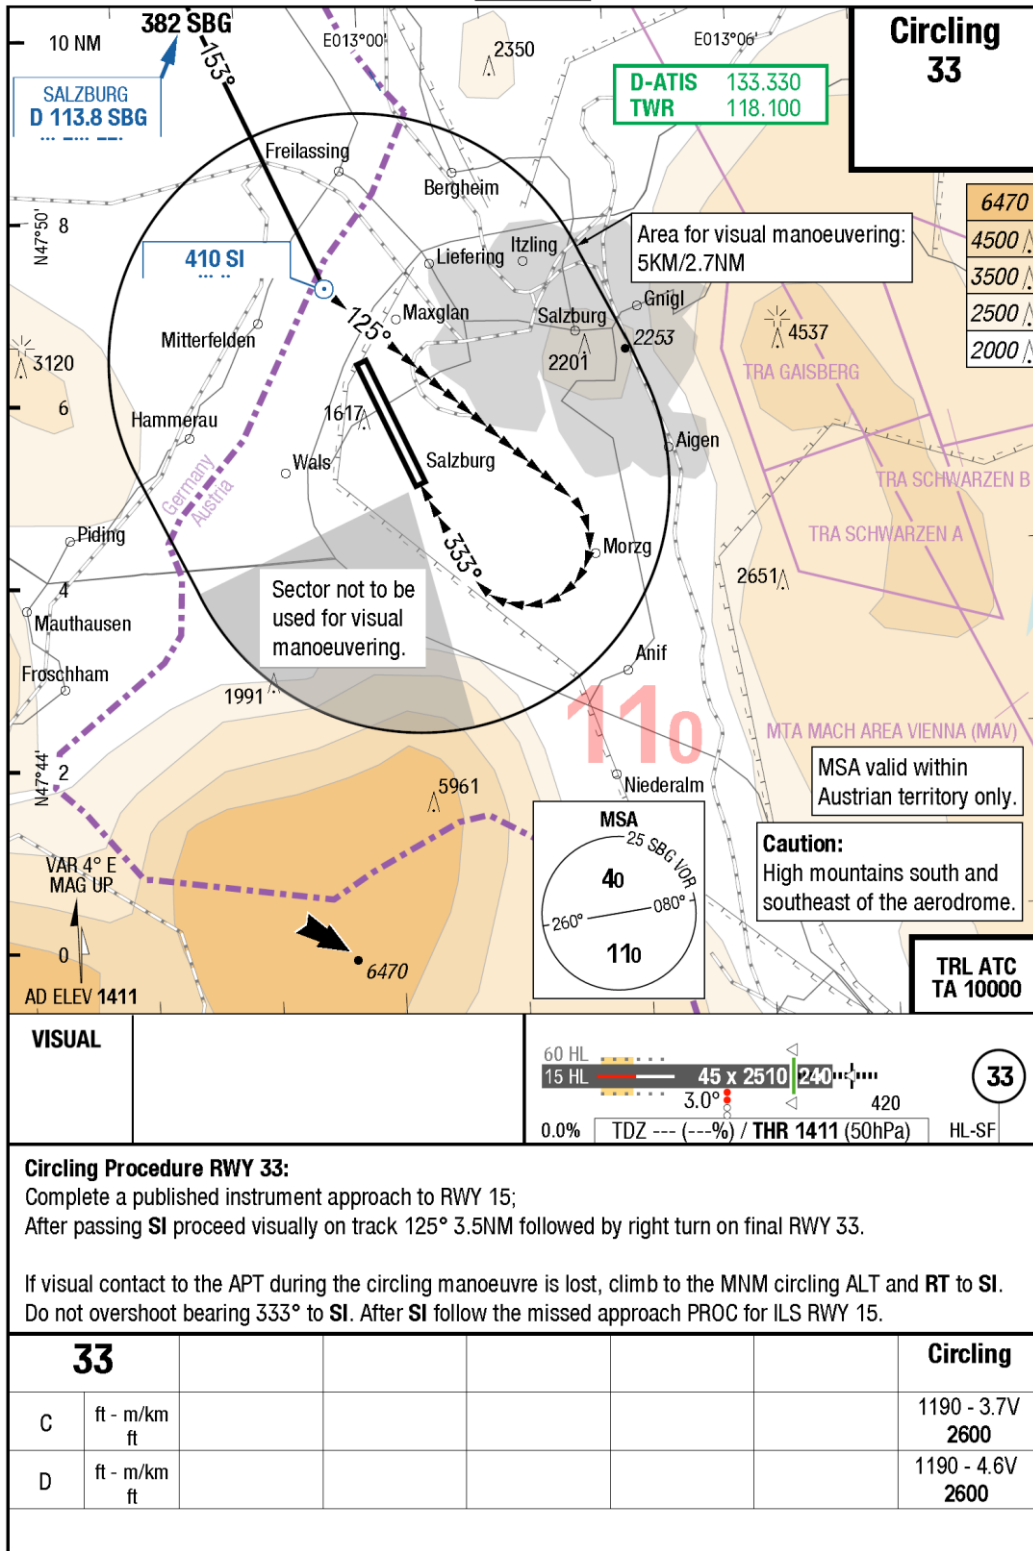 382 SBG
10 NM
153°
E013°00'
2350
E013°06'
Circling
33
SALZBURG
D 113.8 SBG
D-ATIS 133.330
TWR 118.100
Freilassing
Bergheim
6470
4500
3500
2500
2000
N47°50'
8
410 SI
Liefering
Itzling
Area for visual manoeuvering:
5KM/2.7NM
Gnigl
Maxglan
125°
Salzburg
2253
2201
4537
Mitterfelden
3120
TRA GAISBERG
6
Hammerau
1617
Wals
Salzburg
Aigen
Germany
Austria
TRA SCHWARZEN B
Piding
TRA SCHWARZEN A
333°
Morzg
2651
4
Mauthausen
Sector not to be
used for visual
manoeuvering.
Froschham
1991
Anif
110
MTA MACH AREA VIENNA (MAV)
N47°44'
2
5961
Niederalm
MSA valid within
Austrian territory only.
MSA
25 SBG VOR
40
080°
260°
110
Caution:
High mountains south and
southeast of the aerodrome.
VAR 4° E
MAG UP
0
6470
AD ELEV 1411
TRL ATC
TA 10000
VISUAL
60 HL
15 HL
45 x 2510 240
3.0°
420
33
0.0%
TDZ --- (---%) / THR 1411 (50hPa)
HL-SF
Circling Procedure RWY 33:
Complete a published instrument approach to RWY 15;
After passing SI proceed visually on track 125° 3.5NM followed by right turn on final RWY 33.
If visual contact to the APT during the circling manoeuvre is lost, climb to the MNM circling ALT and RT to SI.
Do not overshoot bearing 333° to SI. After SI follow the missed approach PROC for ILS RWY 15.
33 Circling
C ft - m/km 1190 - 3.7V
ft 2600
D ft - m/km 1190 - 4.6V
ft 2600